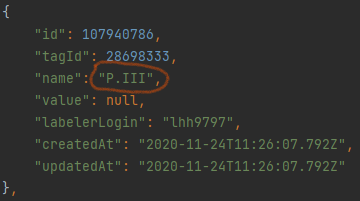 {
"id": 107940786,
"tagId": 28698333,
"name": "P.III",
"value": null,
"labelerLogin": "lhh9797",
"createdAt": "2020-11-24T11:26:07.792Z",
"updatedAt": "2020-11-24T11:26:07.792Z"
},